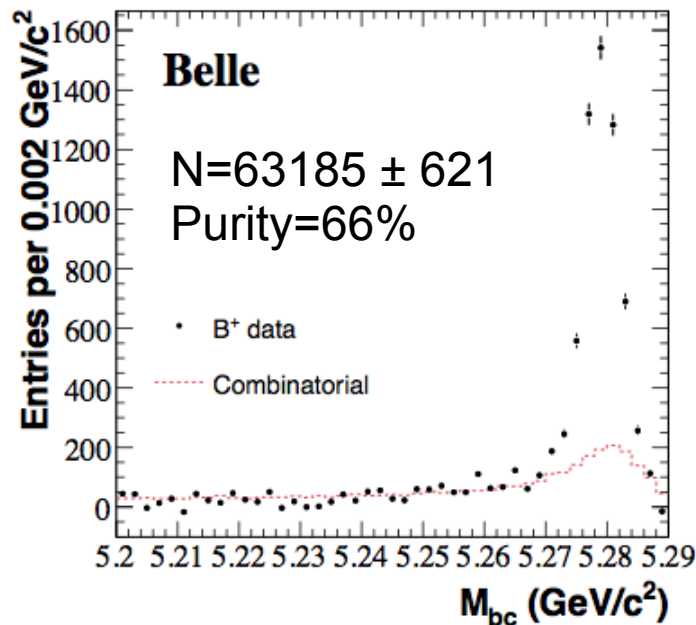 Entries per 0.002 GeV/c²
1600
1400
1200
1000
800
600
400
200
0
Belle
N=63185 ± 621
Purity=66%
B⁺ data
Combinatorial
5.2 5.21 5.22 5.23 5.24 5.25 5.26 5.27 5.28 5.29
M_bc (GeV/c²)